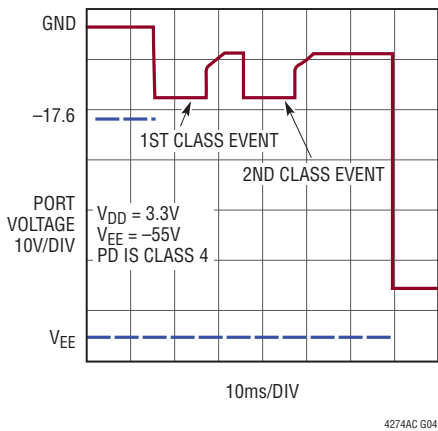 GND
–17.6
1ST CLASS EVENT
2ND CLASS EVENT
PORT
VOLTAGE
10V/DIV
VDD = 3.3V
VEE = –55V
PD IS CLASS 4
VEE
10ms/DIV
4274AC G04